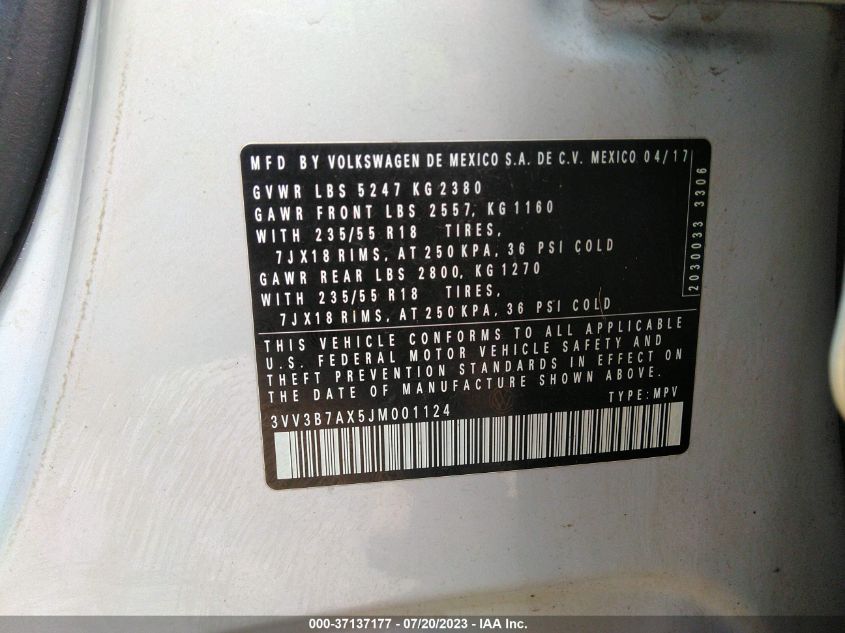 MFD BY VOLKSWAGEN DE MEXICO S.A. DE C.V. MEXICO 04/17
GVWR LBS 5247 KG 2380
GAWR FRONT LBS 2557, KG 1160
WITH 235/55 R18 TIRES,
7JX18 RIMS, AT 250 KPA, 36 PSI COLD
GAWR REAR LBS 2800, KG 1270
WITH 235/55 R18 TIRES,
7JX18 RIMS, AT 250 KPA, 36 PSI COLD
2030033 3306
THIS VEHICLE CONFORMS TO ALL APPLICABLE
U.S. FEDERAL MOTOR VEHICLE SAFETY AND
THEFT PREVENTION STANDARDS IN EFFECT ON
THE DATE OF MANUFACTURE SHOWN ABOVE.
TYPE: MPV
3VV3B7AX5JM001124
000-37137177 - 07/20/2023 - IAA Inc.